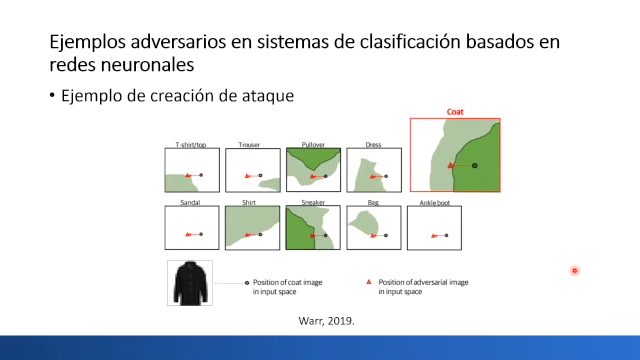 Ejemplos adversarios en sistemas de clasificación basados en
redes neuronales
• Ejemplo de creación de ataque
Coat
T-shirt/top Trouser Pullover Dress
Sandal Shirt Sneaker Bag Ankle boot
Position of coat image
in input space
Position of adversarial image
in input space
Warr, 2019.